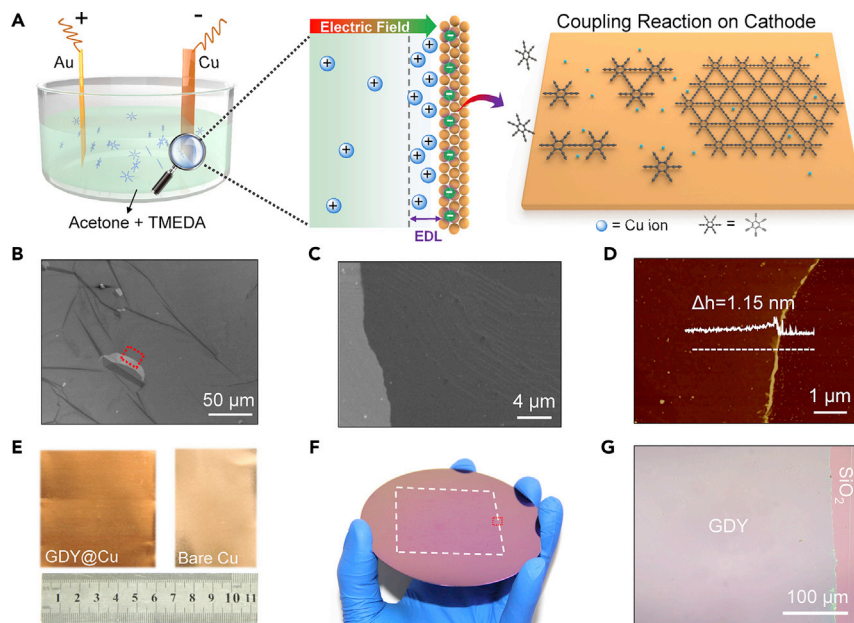 A
+
-
Au
Cu
Acetone + TMEDA
Electric Field
EDL
Coupling Reaction on Cathode
= Cu ion
=
B
50 μm
C
4 μm
D
Δh=1.15 nm
1 μm
E
GDY@Cu
Bare Cu
1 2 3 4 5 6 7 8 9 10 11
F
G
GDY
SiO2
100 μm